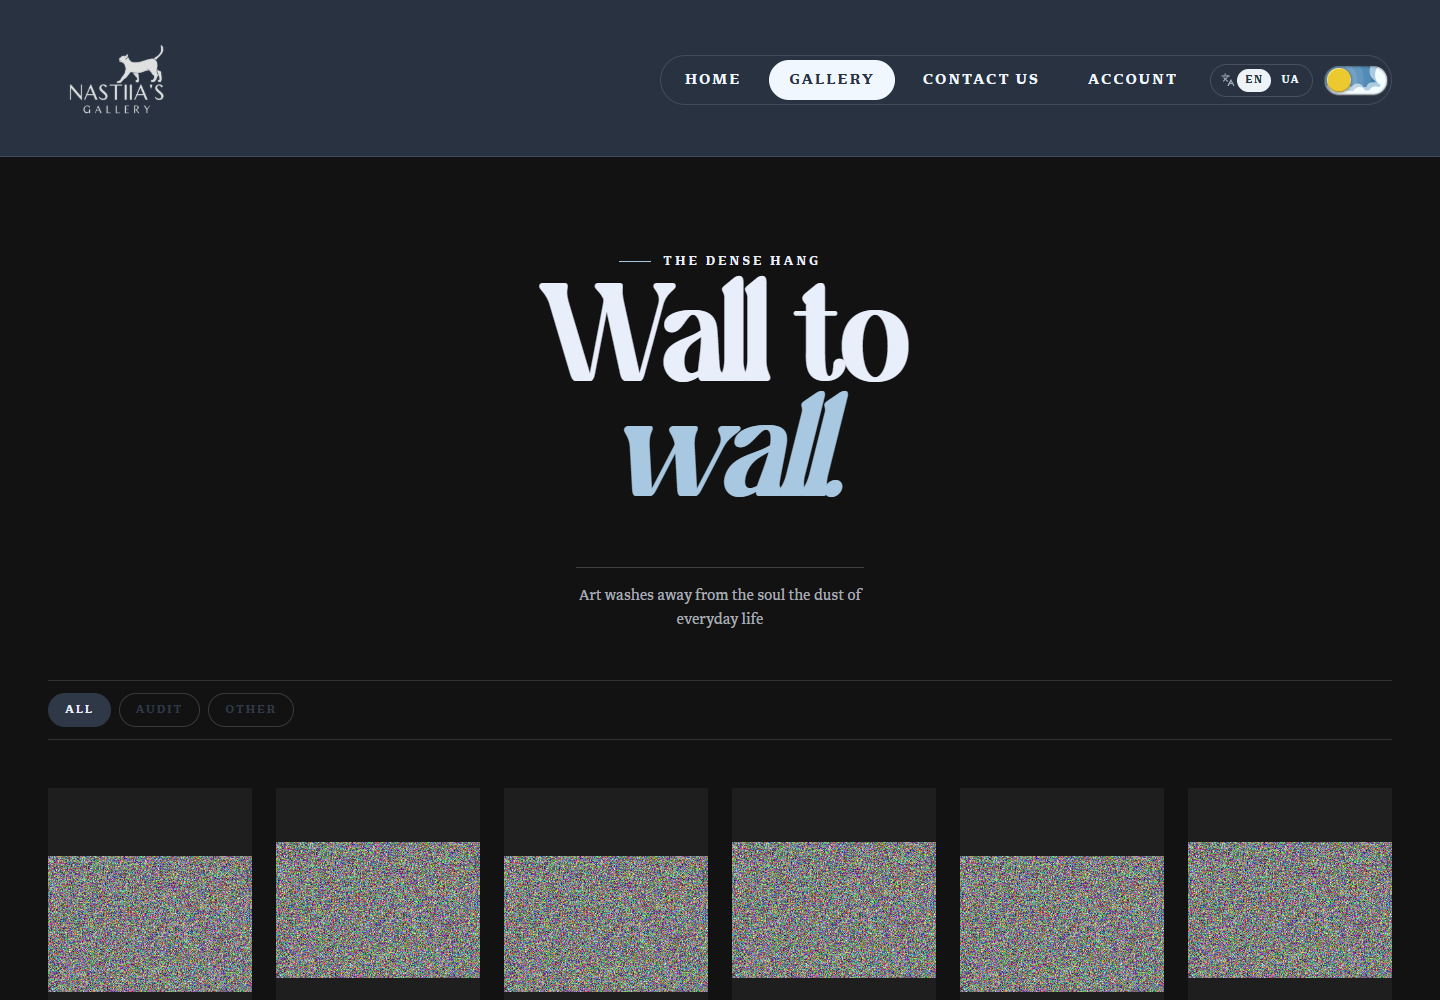 NASTIIA'S
GALLERY
HOME
GALLERY
CONTACT US
ACCOUNT
EN
UA
THE DENSE HANG
Wall to
wall.
Art washes away from the soul the dust of
everyday life
ALL
AUDIT
OTHER